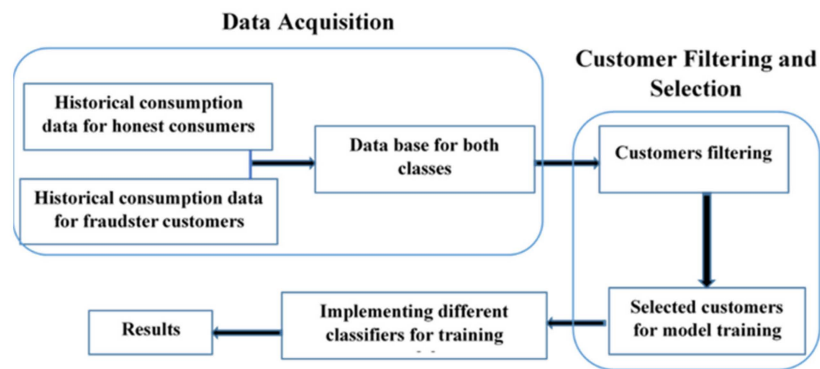 Data Acquisition
Customer Filtering and
Selection
Historical consumption
data for honest consumers
Data base for both
classes
Customers filtering
Historical consumption data
for fraudster customers
Results
Implementing different
classifiers for training
Selected customers
for model training